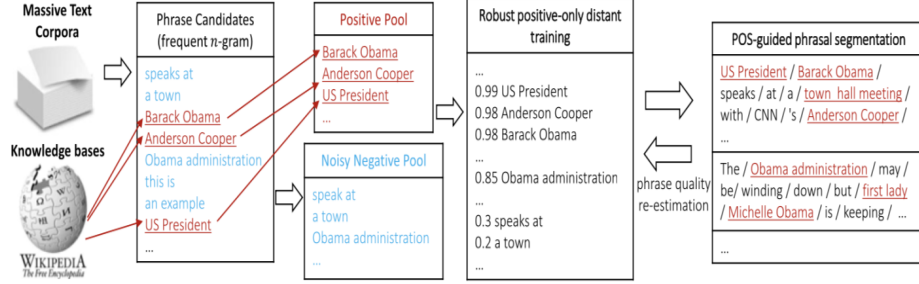 Massive Text
Corpora
Knowledge bases
WIKIPEDIA
The Free Encyclopedia
Phrase Candidates
(frequent n-gram)
speaks at
a town
Barack Obama
Anderson Cooper
Obama administration
this is
an example
US President
...
Positive Pool
Barack Obama
Anderson Cooper
US President
...
Noisy Negative Pool
speak at
a town
Obama administration
...
Robust positive-only distant
training
...
0.99 US President
0.98 Anderson Cooper
0.98 Barack Obama
...
0.85 Obama administration
...
0.3 speaks at
0.2 a town
...
phrase quality
re-estimation
POS-guided phrasal segmentation
US President / Barack Obama /
speaks / at / a / town hall meeting /
with / CNN / 's / Anderson Cooper /
...
The / Obama administration / may /
be/ winding / down / but / first lady
/ Michelle Obama / is / keeping / ...
...